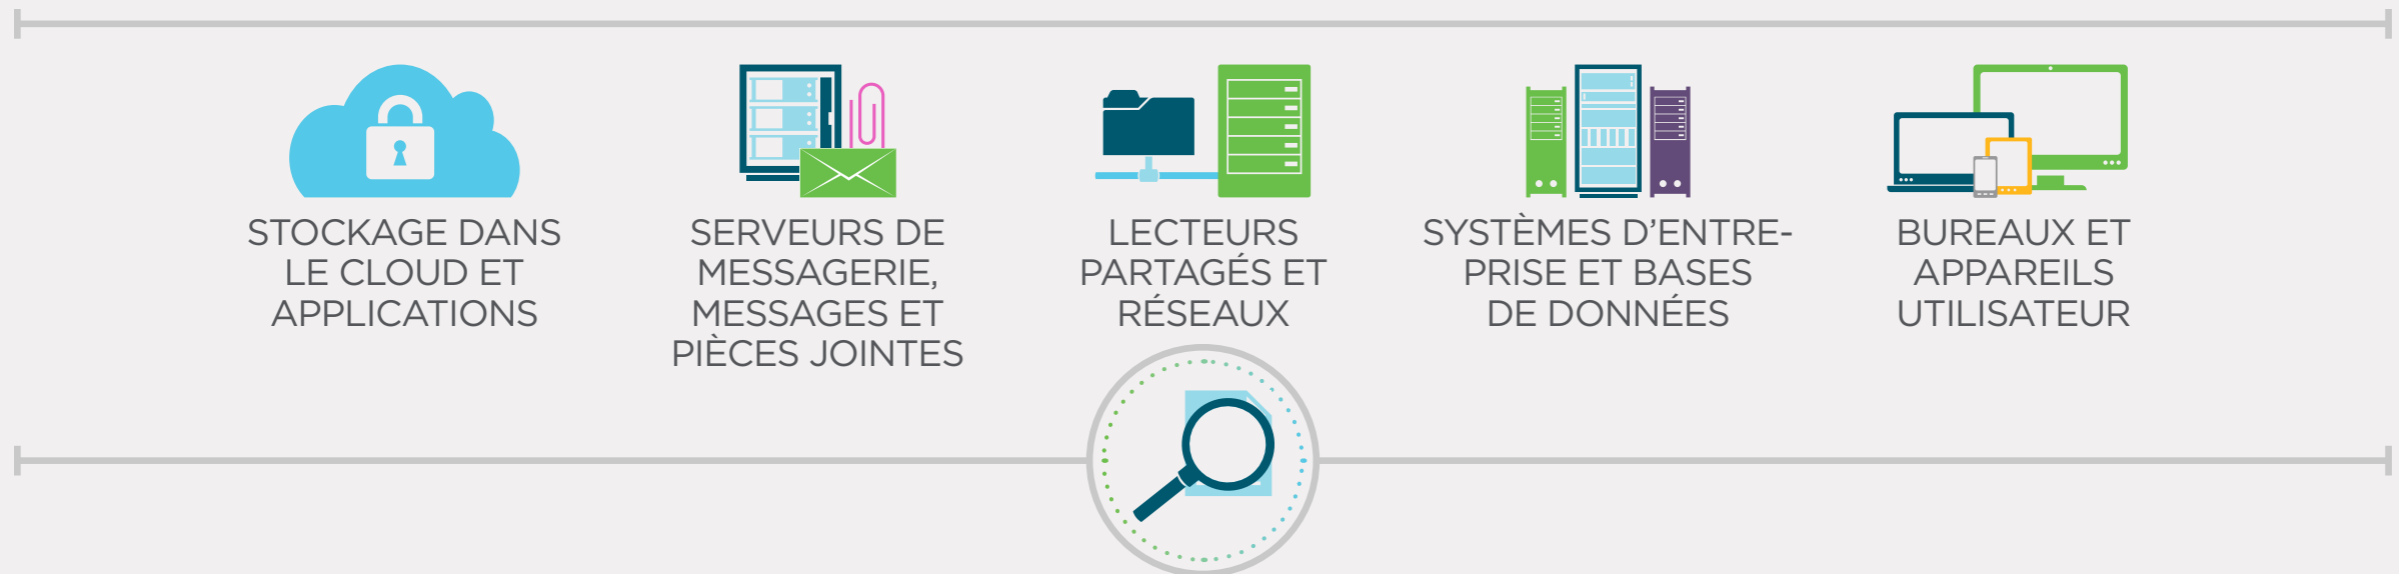 STOCKAGE DANS
LE CLOUD ET
APPLICATIONS
SERVEURS DE
MESSAGERIE,
MESSAGES ET
PIÈCES JOINTES
LECTEURS
PARTAGÉS ET
RÉSEAUX
SYSTÈMES D’ENTRE-
PRISE ET BASES
DE DONNÉES
BUREAUX ET
APPAREILS
UTILISATEUR